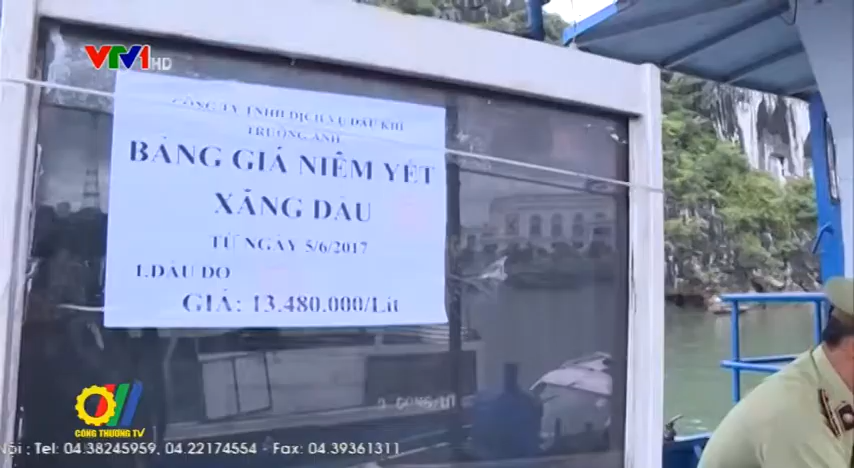 VTV1HD
CÔNG TY TNHH DỊCH VỤ DẦU KHÍ
TRƯỜNG ANH
BẢNG GIÁ NIÊM YẾT
XĂNG DẦU
TỪ NGÀY 5/6/2017
1.DẦU DO
GIÁ: 13.480.000/Lít
CÔNG THƯƠNG TV
Nội : Tel: 04.38245959, 04.22174554 - Fax: 04.39361311